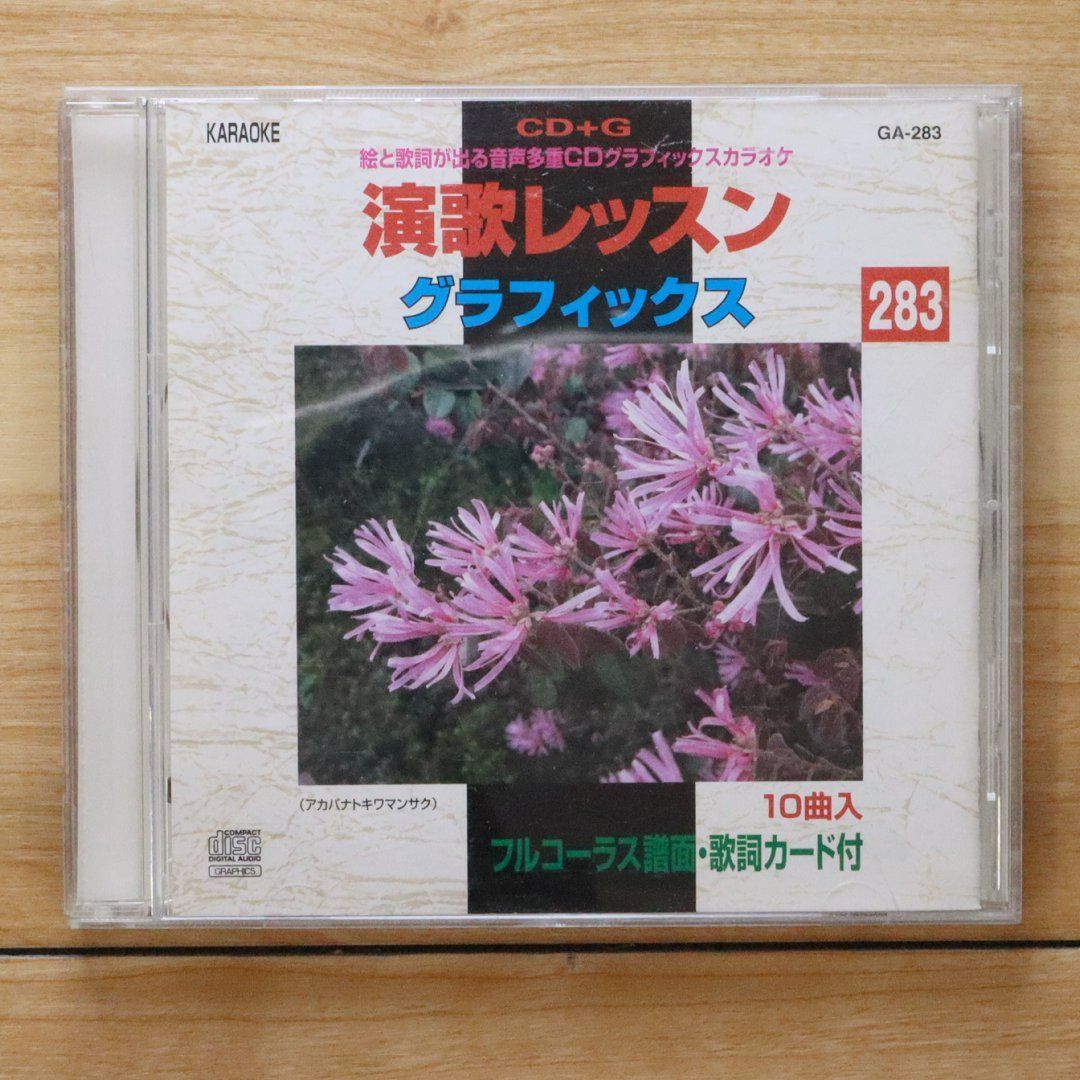 KARAOKE
CD+G
GA-283
絵と歌詞が出る音声多重CDグラフィックスカラオケ
演歌レッスン
グラフィックス
283
(アカバナトキワマンサク)
10曲入
フルコーラス譜面・歌詞カード付
COMPACT
disc
DIGITAL AUDIO
GRAPHICS